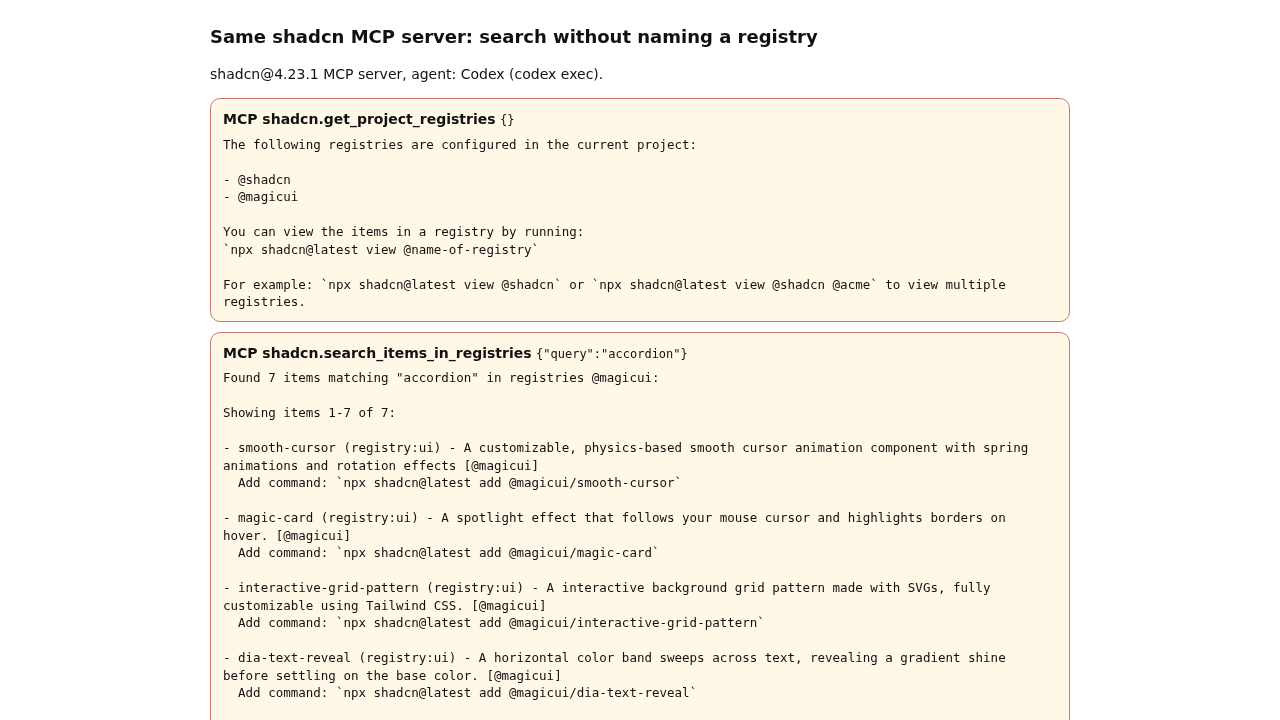 Same shadcn MCP server: search without naming a registry
shadcn@4.23.1 MCP server, agent: Codex (codex exec).
MCP shadcn.get_project_registries {}
The following registries are configured in the current project:
- @shadcn
- @magicui
You can view the items in a registry by running:
`npx shadcn@latest view @name-of-registry`
For example: `npx shadcn@latest view @shadcn` or `npx shadcn@latest view @shadcn @acme` to view multiple
registries.
MCP shadcn.search_items_in_registries {"query":"accordion"}
Found 7 items matching "accordion" in registries @magicui:
Showing items 1-7 of 7:
- smooth-cursor (registry:ui) - A customizable, physics-based smooth cursor animation component with spring
animations and rotation effects [@magicui]
Add command: `npx shadcn@latest add @magicui/smooth-cursor`
- magic-card (registry:ui) - A spotlight effect that follows your mouse cursor and highlights borders on
hover. [@magicui]
Add command: `npx shadcn@latest add @magicui/magic-card`
- interactive-grid-pattern (registry:ui) - A interactive background grid pattern made with SVGs, fully
customizable using Tailwind CSS. [@magicui]
Add command: `npx shadcn@latest add @magicui/interactive-grid-pattern`
- dia-text-reveal (registry:ui) - A horizontal color band sweeps across text, revealing a gradient shine
before settling on the base color. [@magicui]
Add command: `npx shadcn@latest add @magicui/dia-text-reveal`